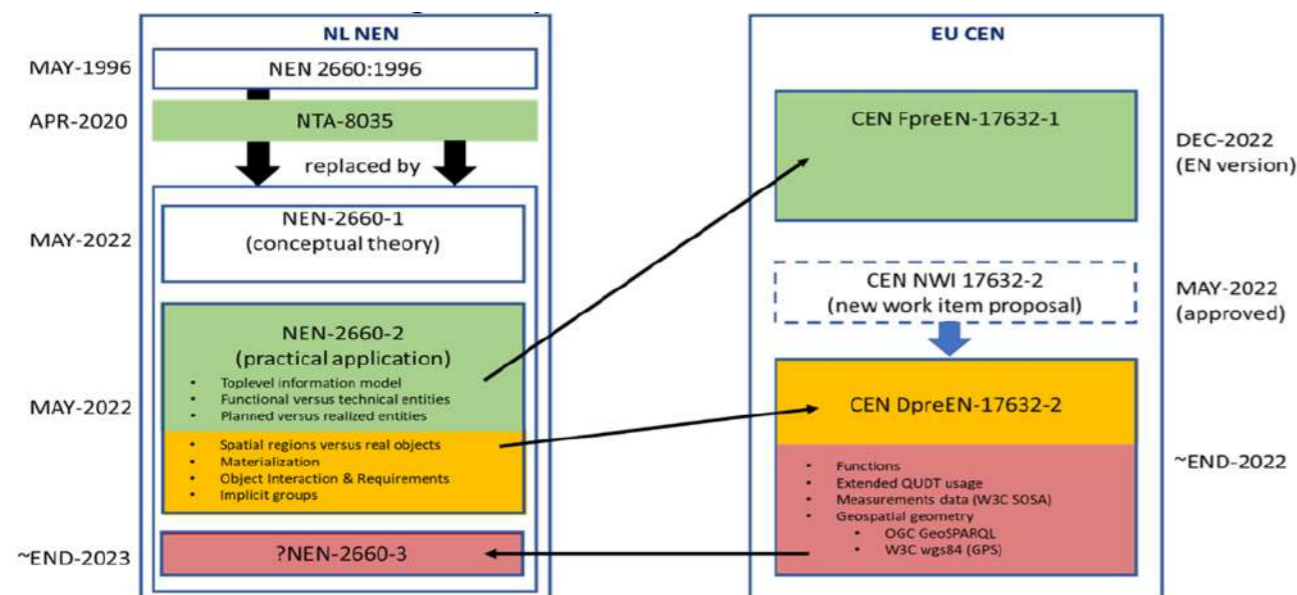 NL NEN
MAY-1996
NEN 2660:1996
APR-2020
NTA-8035
replaced by
MAY-2022
NEN-2660-1
(conceptual theory)
MAY-2022
NEN-2660-2
(practical application)
• Toplevel information model
• Functional versus technical entities
• Planned versus realized entities
• Spatial regions versus real objects
• Materialization
• Object Interaction & Requirements
• Implicit groups
~END-2023
?NEN-2660-3
EU CEN
CEN FpreEN-17632-1
DEC-2022
(EN version)
CEN NWI 17632-2
(new work item proposal)
MAY-2022
(approved)
CEN DpreEN-17632-2
~END-2022
• Functions
• Extended QUDT usage
• Measurements data (W3C SOSA)
• Geospatial geometry
• OGC GeoSPARQL
• W3C wgs84 (GPS)